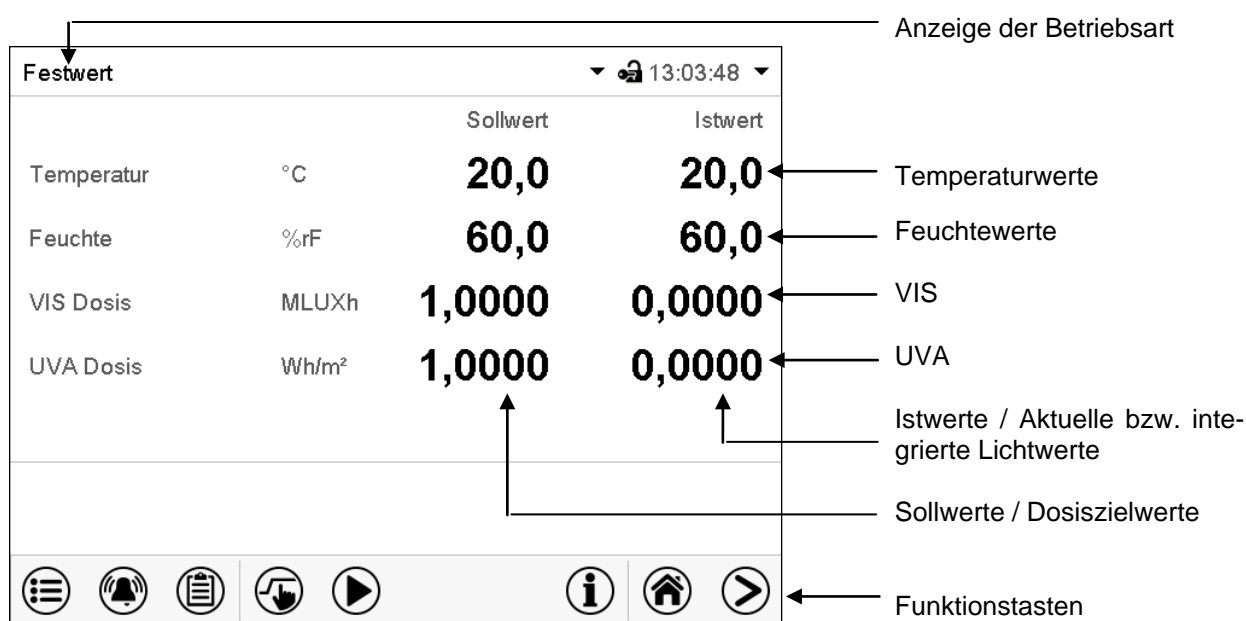 Anzeige der Betriebsart
Festwert 13:03:48
Sollwert Istwert
Temperatur °C 20,0 20,0 Temperaturwerte
Feuchte %rF 60,0 60,0 Feuchtewerte
VIS Dosis MLUXh 1,0000 0,0000 VIS
UVA Dosis Wh/m² 1,0000 0,0000 UVA
Istwerte / Aktuelle bzw. inte-
grierte Lichtwerte
Sollwerte / Dosiszielwerte
Funktionstasten